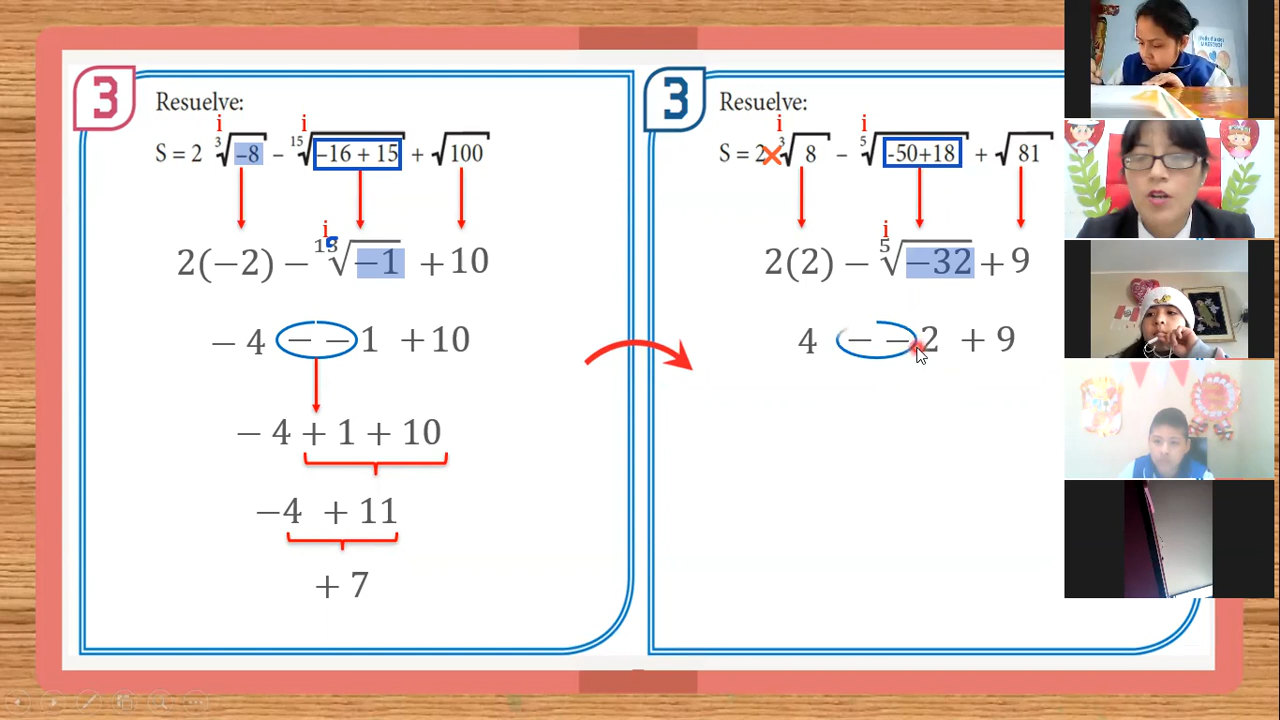 3
Resuelve:
i i
S = 2 ∛−8 − ¹⁵√−16 + 15 + √100
i
2(−2) − ¹⁵√−1 + 10
− 4 − − 1 + 10
− 4 + 1 + 10
−4 + 11
+ 7
3
Resuelve:
i i
S = 2 × ∛8 − ⁵√-50+18 + √81
i
2(2) − ⁵√−32 + 9
4 − − 2 + 9